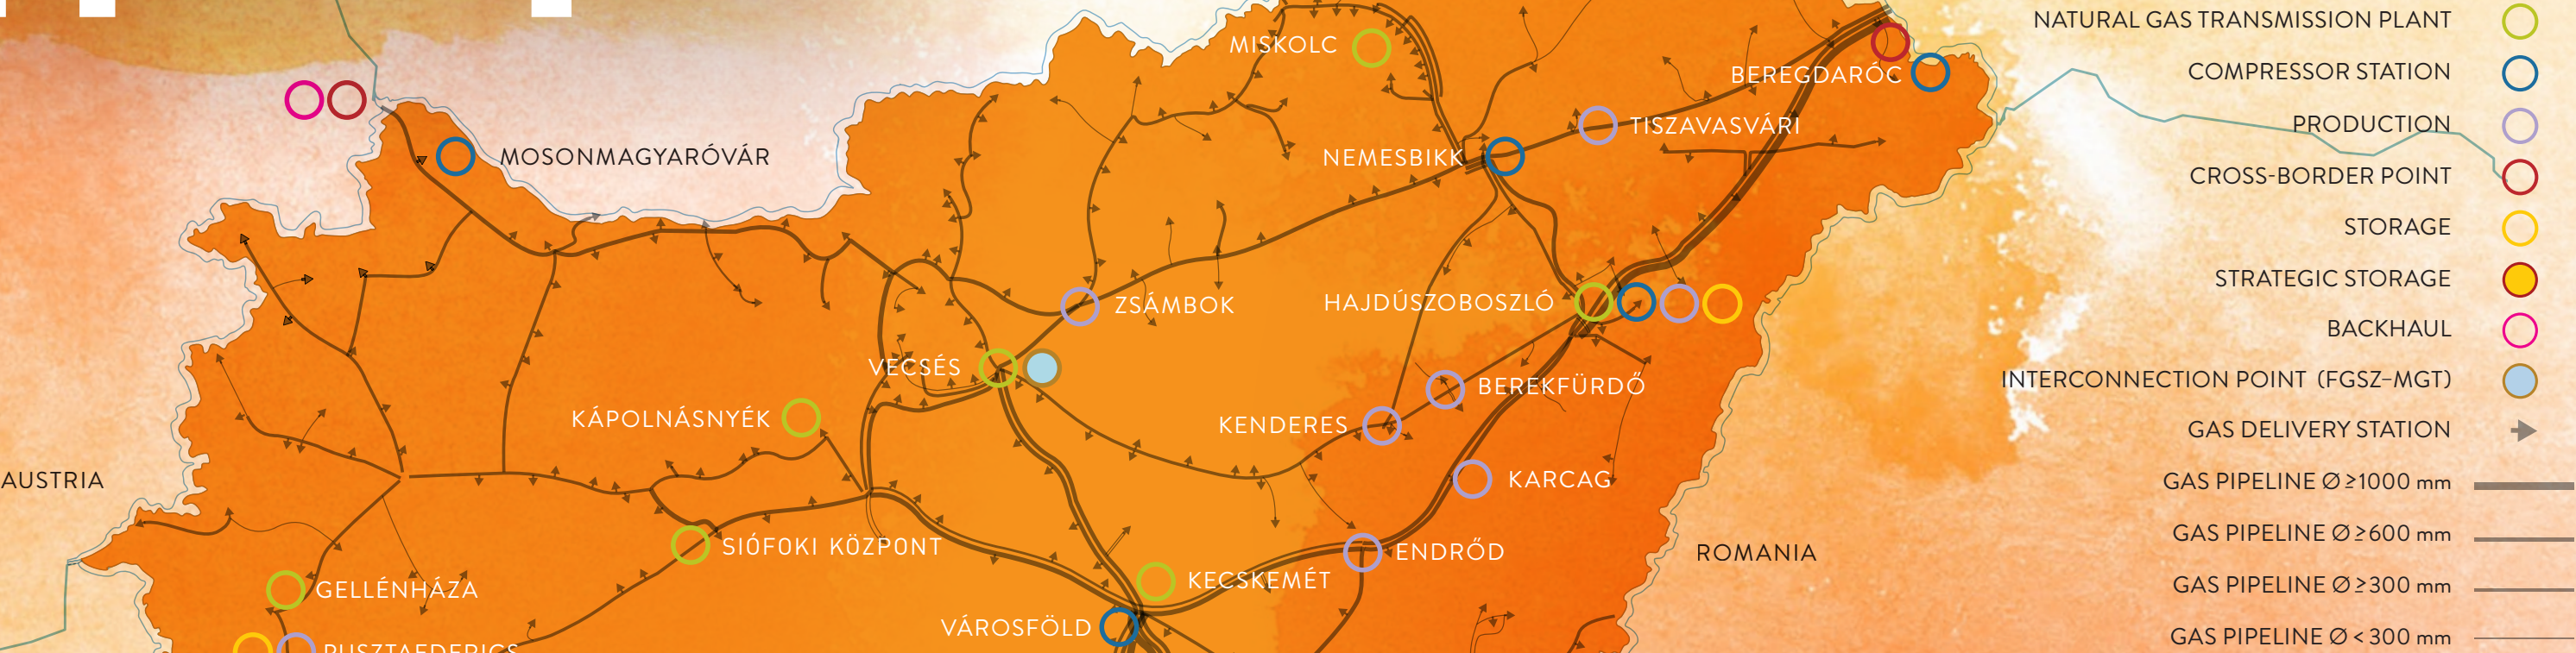 NATURAL GAS TRANSMISSION PLANT
MISKOLC
COMPRESSOR STATION
BEREGDARÓC
PRODUCTION
TISZAVASVÁRI
MOSONMAGYARÓVÁR
NEMESBIKK
CROSS-BORDER POINT
STORAGE
STRATEGIC STORAGE
ZSÁMBOK
HAJDÚSZOBOSZLÓ
BACKHAUL
VECSÉS
INTERCONNECTION POINT (FGSZ–MGT)
BEREKFÜRDŐ
KÁPOLNÁSNYÉK
KENDERES
GAS DELIVERY STATION
AUSTRIA
KARCAG
GAS PIPELINE Ø ≥1000 mm
GAS PIPELINE Ø ≥600 mm
SIÓFOKI KÖZPONT
ENDRŐD
ROMANIA
KECSKEMÉT
GAS PIPELINE Ø ≥300 mm
GELLÉNHÁZA
VÁROSFÖLD
GAS PIPELINE Ø <300 mm
PUSZTAEDERICS